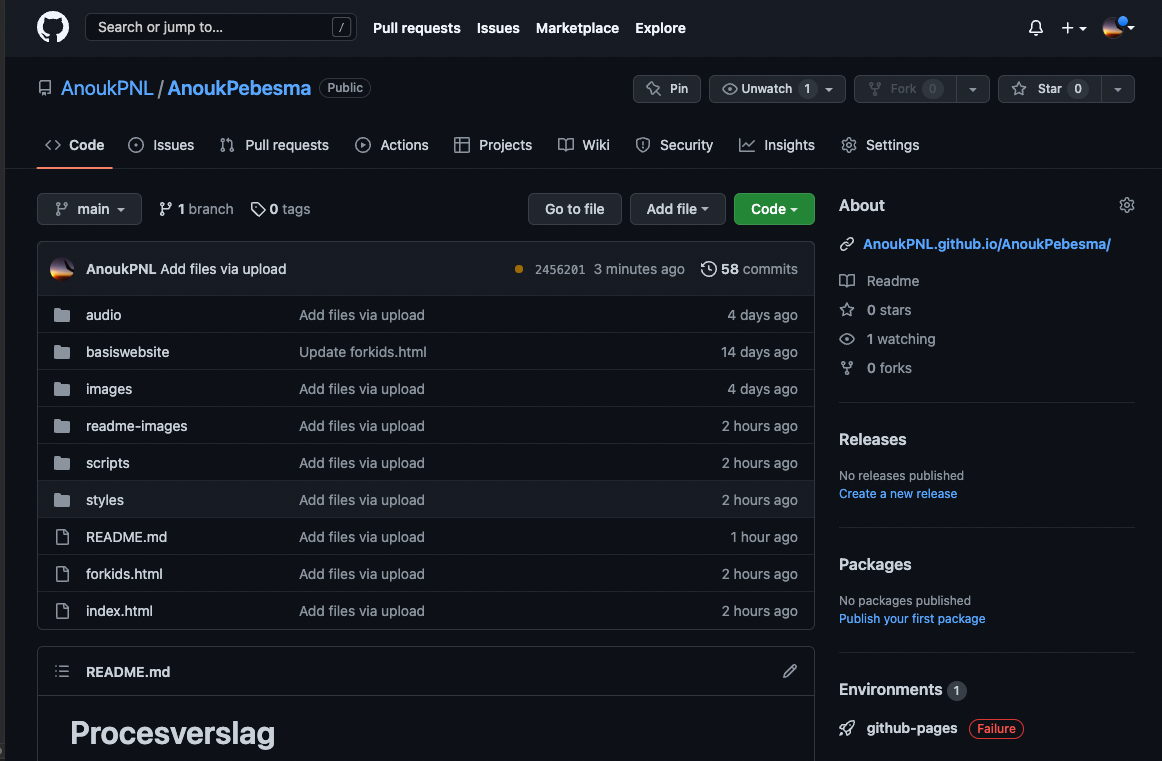 Search or jump to... /
Pull requests Issues Marketplace Explore
AnoukPNL / AnoukPebesma Public
Pin Unwatch 1 Fork 0 Star 0
Code Issues Pull requests Actions Projects Wiki Security Insights Settings
main 1 branch 0 tags Go to file Add file Code
AnoukPNL Add files via upload 2456201 3 minutes ago 58 commits
audio Add files via upload 4 days ago
basiswebsite Update forkids.html 14 days ago
images Add files via upload 4 days ago
readme-images Add files via upload 2 hours ago
scripts Add files via upload 2 hours ago
styles Add files via upload 2 hours ago
README.md Add files via upload 1 hour ago
forkids.html Add files via upload 2 hours ago
index.html Add files via upload 2 hours ago
README.md
Procesverslag
About
AnoukPNL.github.io/AnoukPebesma/
Readme
0 stars
1 watching
0 forks
Releases
No releases published
Create a new release
Packages
No packages published
Publish your first package
Environments 1
github-pages Failure